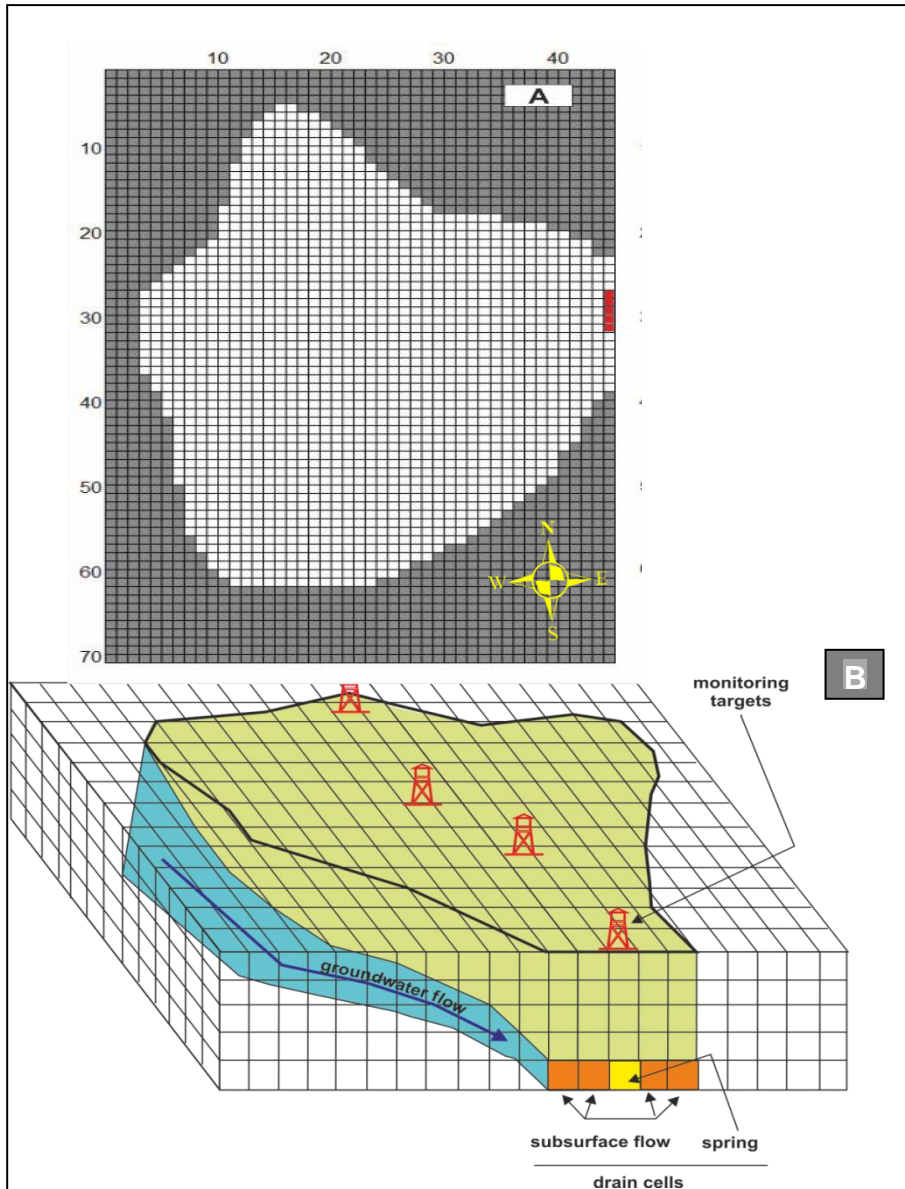 10 20 30 40
A
10
20
30
40
50
60
70
N
W E
S
B
monitoring
targets
groundwater flow
subsurface flow spring
drain cells